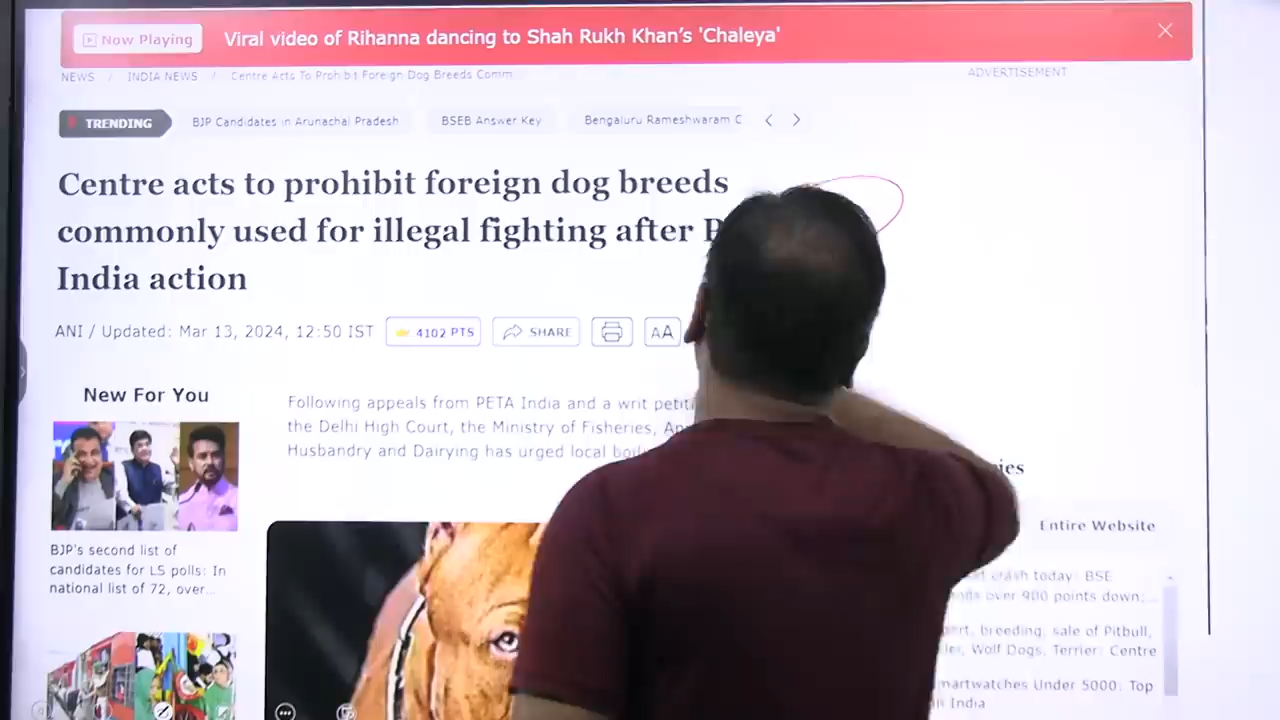 Now Playing Viral video of Rihanna dancing to Shah Rukh Khan's 'Chaleya'
NEWS / INDIA NEWS / Centre Acts To Prohibit Foreign Dog Breeds Comm
ADVERTISEMENT
TRENDING BJP Candidates in Arunachal Pradesh BSEB Answer Key Bengaluru Rameshwaram C
Centre acts to prohibit foreign dog breeds
commonly used for illegal fighting after P
India action
ANI / Updated: Mar 13, 2024, 12:50 IST 4102 PTS SHARE AA
New For You
Following appeals from PETA India and a writ petiti
the Delhi High Court, the Ministry of Fisheries,
Husbandry and Dairying has urged local
BJP's second list of
candidates for LS polls: In
national list of 72, over...
Entire Website
crash today: BSE
over 900 points down:...
breeding, sale of Pitbull,
Wolf Dogs, Terrier: Centre
martwatches Under 5000: Top
India